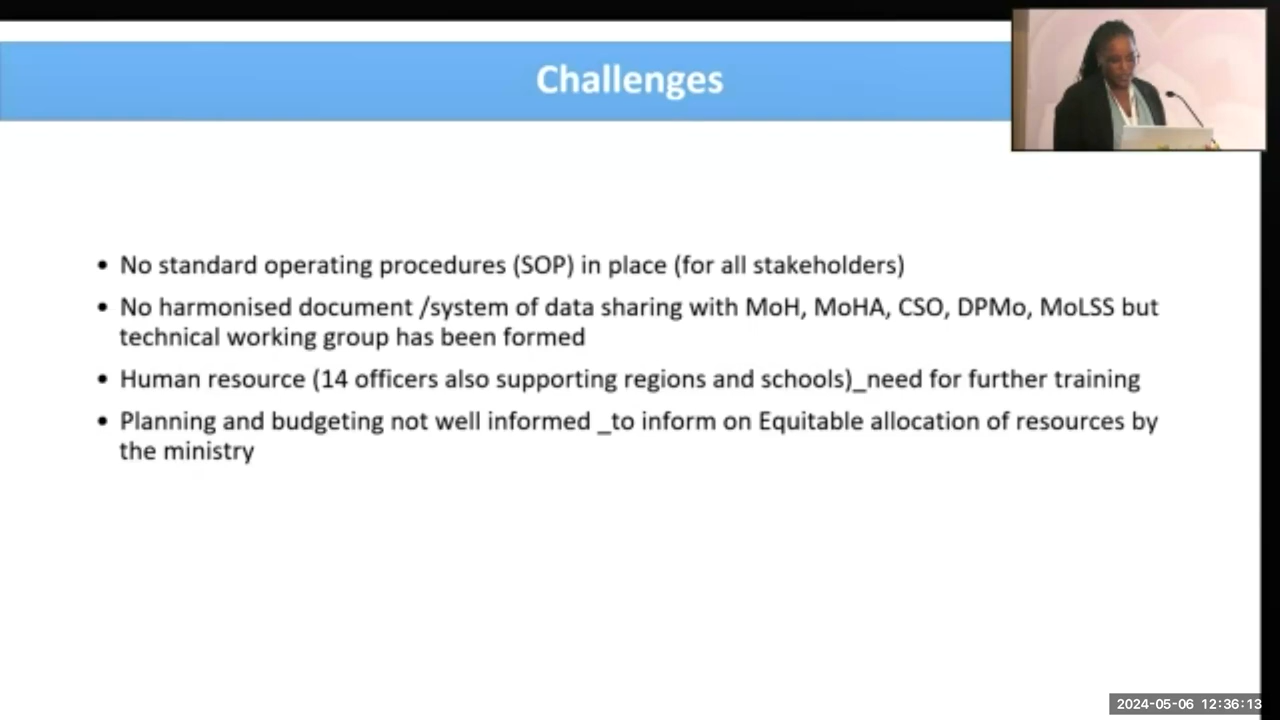 Challenges
• No standard operating procedures (SOP) in place (for all stakeholders)
• No harmonised document /system of data sharing with MoH, MoHA, CSO, DPMo, MoLSS but
technical working group has been formed
• Human resource (14 officers also supporting regions and schools)_need for further training
• Planning and budgeting not well informed _to inform on Equitable allocation of resources by
the ministry
2024-05-06 12:36:13